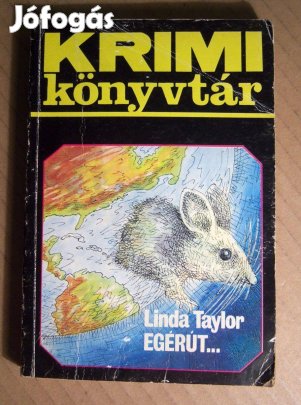 Jófogás
KRIMI
könyvtár
Linda Taylor
EGÉRÚT...